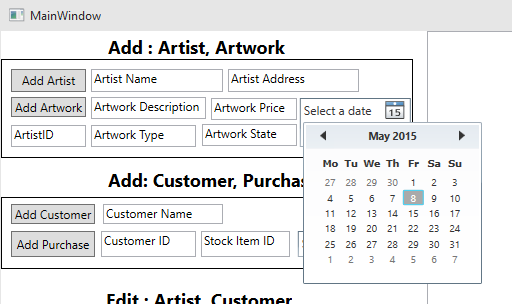 MainWindow
Add : Artist, Artwork
Add Artist Artist Name Artist Address
Add Artwork Artwork Description Artwork Price Select a date 15
ArtistID Artwork Type Artwork State
May 2015
Mo Tu We Th Fr Sa Su
27 28 29 30 1 2 3
4 5 6 7 8 9 10
11 12 13 14 15 16 17
18 19 20 21 22 23 24
25 26 27 28 29 30 31
1 2 3 4 5 6 7
Add: Customer, Purchas
Add Customer Customer Name
Add Purchase Customer ID Stock Item ID
Edit : Artist, Customer